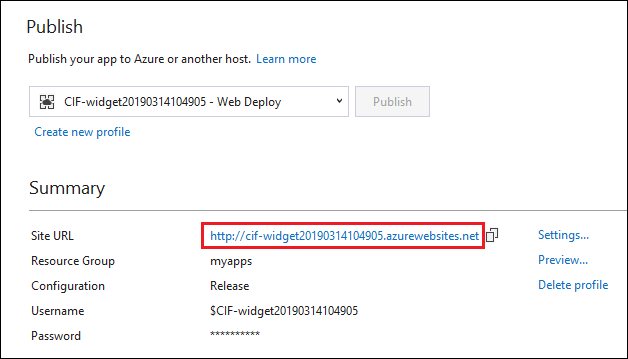 Publish
Publish your app to Azure or another host. Learn more
CIF-widget20190314104905 - Web Deploy Publish
Create new profile
Summary
Site URL http://cif-widget20190314104905.azurewebsites.net Settings...
Resource Group myapps Preview...
Configuration Release Delete profile
Username $CIF-widget20190314104905
Password **********